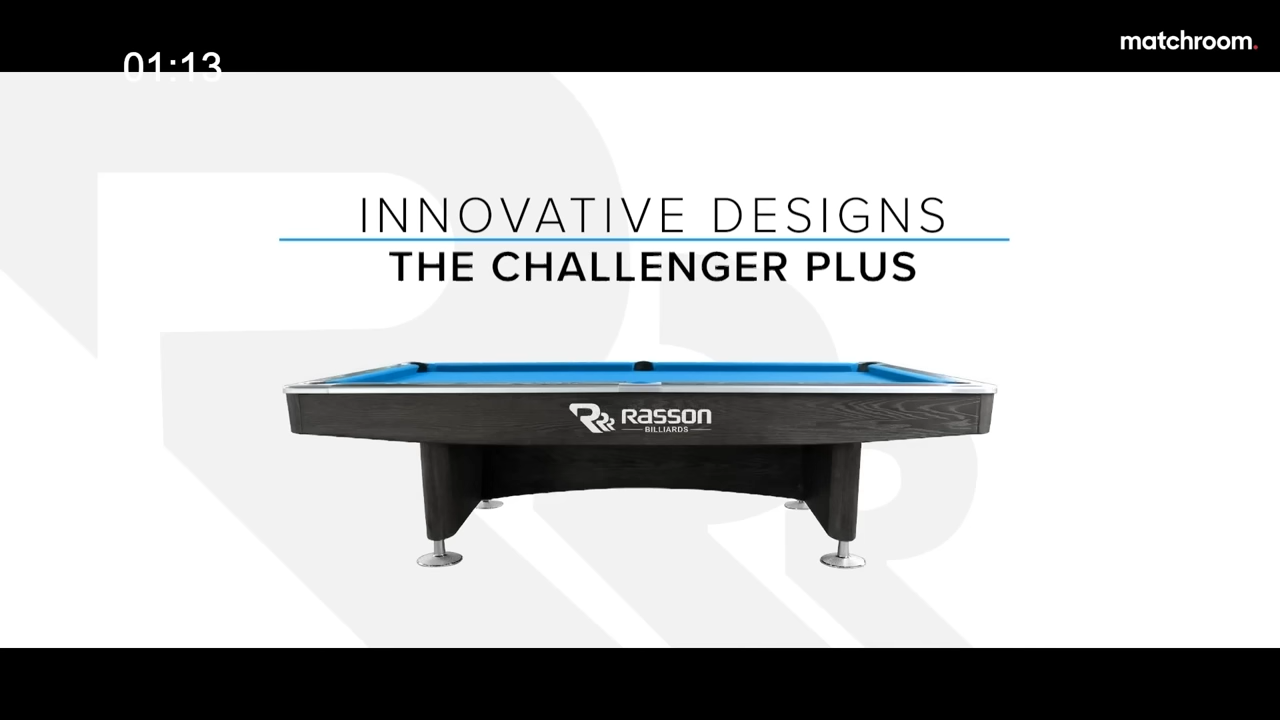 matchroom.
01:13
INNOVATIVE DESIGNS
THE CHALLENGER PLUS
RASSON
BILLIARDS